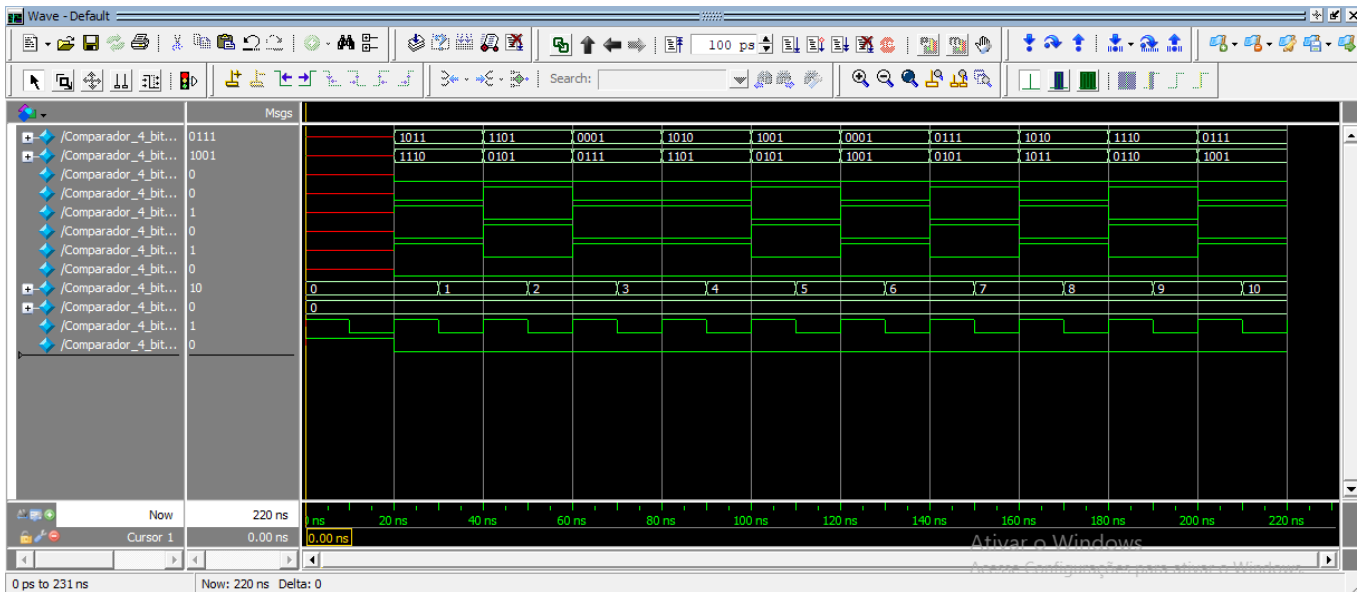 Wave - Default
100 ps
Search:
Msgs
/Comparador_4_bit... 0111 1011 1101 0001 1010 1001 0001 0111 1010 1110 0111
/Comparador_4_bit... 1001 1110 0101 0111 1101 0101 1001 0101 1011 0110 1001
/Comparador_4_bit... 0
/Comparador_4_bit... 0
/Comparador_4_bit... 1
/Comparador_4_bit... 0
/Comparador_4_bit... 1
/Comparador_4_bit... 0
/Comparador_4_bit... 10 0 1 2 3 4 5 6 7 8 9 10
/Comparador_4_bit... 0 0
/Comparador_4_bit... 1
/Comparador_4_bit... 0
Now 220 ns ns 20 ns 40 ns 60 ns 80 ns 100 ns 120 ns 140 ns 160 ns 180 ns 200 ns 220 ns
Cursor 1 0.00 ns 0.00 ns
Ativar o Windows
Acesse Configurações para ativar o Windows.
0 ps to 231 ns Now: 220 ns Delta: 0